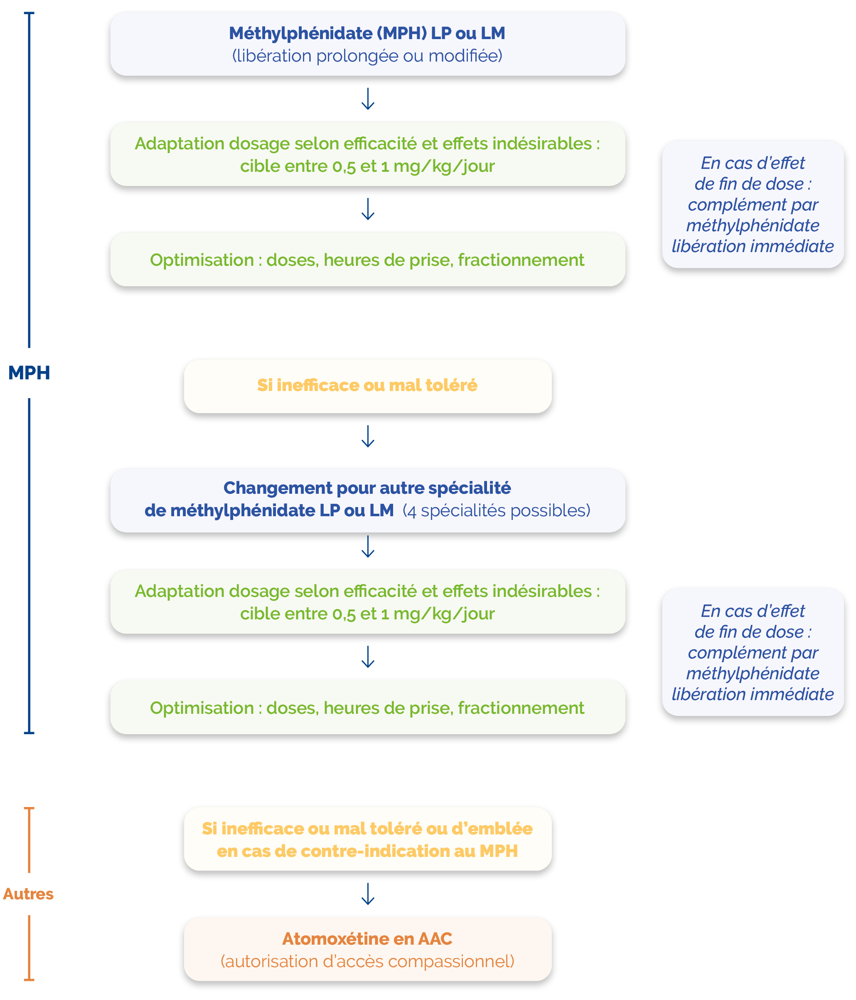 Méthylphénidate (MPH) LP ou LM
(libération prolongée ou modifiée)
Adaptation dosage selon efficacité et effets indésirables :
cible entre 0,5 et 1 mg/kg/jour
En cas d’effet
de fin de dose :
complément par
méthylphénidate
libération immédiate
Optimisation : doses, heures de prise, fractionnement
MPH
Si inefficace ou mal toléré
Changement pour autre spécialité
de méthylphénidate LP ou LM (4 spécialités possibles)
Adaptation dosage selon efficacité et effets indésirables :
cible entre 0,5 et 1 mg/kg/jour
En cas d’effet
de fin de dose :
complément par
méthylphénidate
libération immédiate
Optimisation : doses, heures de prise, fractionnement
Si inefficace ou mal toléré ou d’emblée
en cas de contre-indication au MPH
Autres
Atomoxétine en AAC
(autorisation d’accès compassionnel)